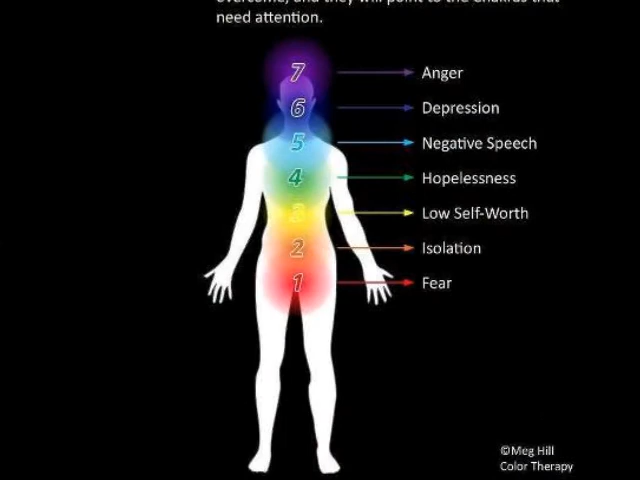 need attention.
7
Anger
6
Depression
5
Negative Speech
4
Hopelessness
3
Low Self-Worth
2
Isolation
1
Fear
©Meg Hill
Color Therapy